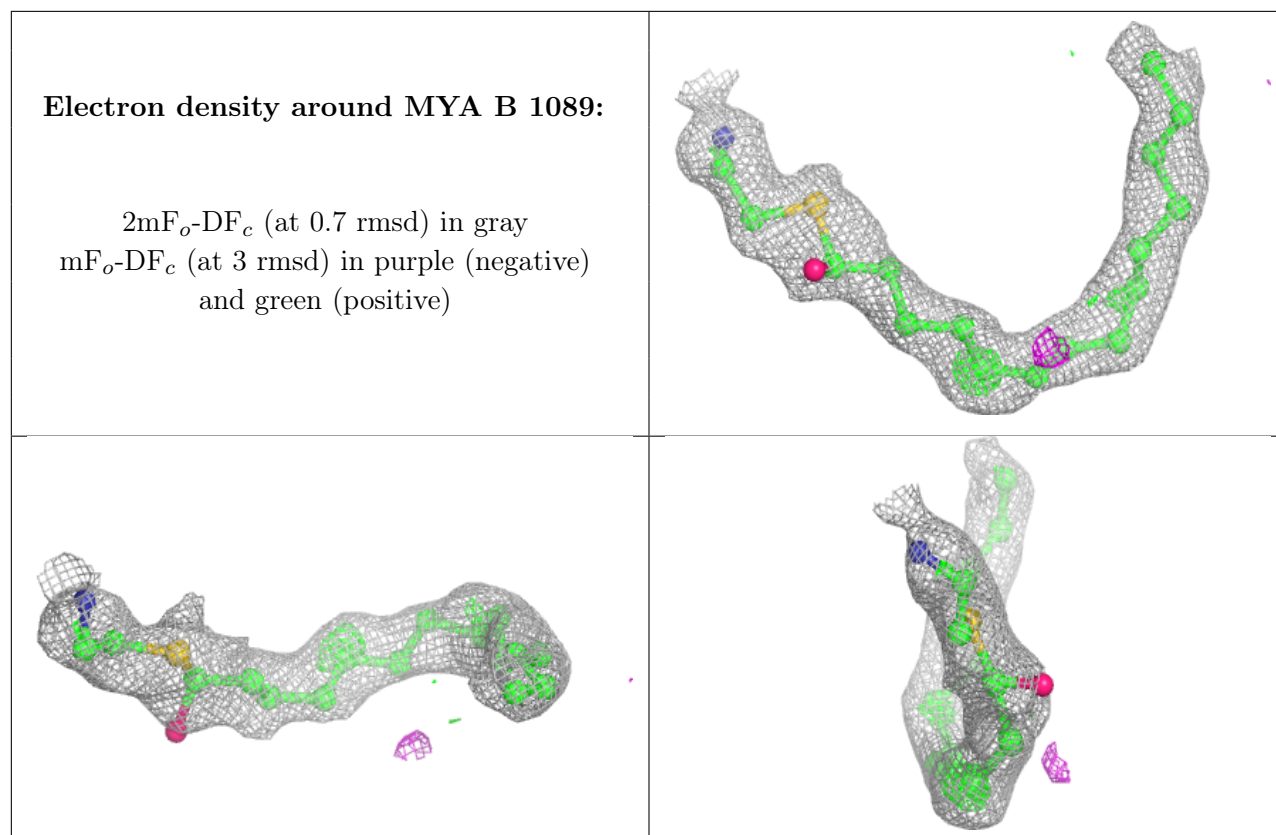 Electron density around MYA B 1089:
2mFo-DFc (at 0.7 rmsd) in gray
mFo-DFc (at 3 rmsd) in purple (negative)
and green (positive)